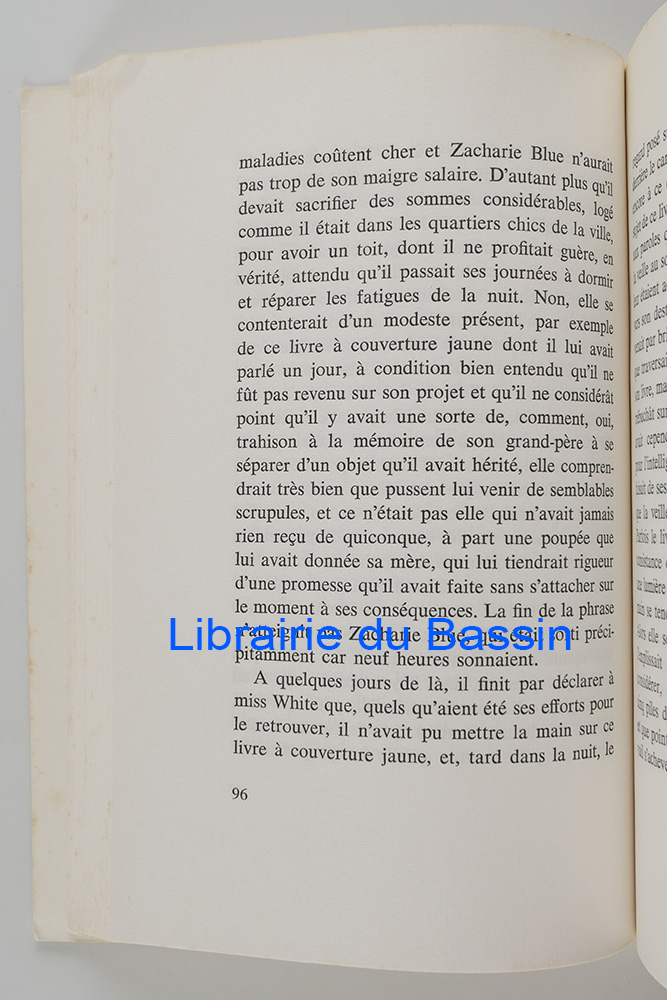 maladies coûtent cher et Zacharie Blue n'aurait
pas trop de son maigre salaire. D'autant plus qu'il
devait sacrifier des sommes considérables, logé
comme il était dans les quartiers chics de la ville,
pour avoir un toit, dont il ne profitait guère, en
vérité, attendu qu'il passait ses journées à dormir
et réparer les fatigues de la nuit. Non, elle se
contenterait d'un modeste présent, par exemple
de ce livre à couverture jaune dont il lui avait
parlé un jour, à condition bien entendu qu'il ne
fût pas revenu sur son projet et qu'il ne considérât
point qu'il y avait une sorte de, comment, oui,
trahison à la mémoire de son grand-père à se
séparer d'un objet qu'il avait hérité, elle compren-
drait très bien que pussent lui venir de semblables
scrupules, et ce n'était pas elle qui n'avait jamais
rien reçu de quiconque, à part une poupée que
lui avait donnée sa mère, qui lui tiendrait rigueur
d'une promesse qu'il avait faite sans s'attacher sur
le moment à ses conséquences. La fin de la phrase
n'atteignit pas Zacharie Blue, qui était sorti préci-
pitamment car neuf heures sonnaient.
A quelques jours de là, il finit par déclarer à
miss White que, quels qu'aient été ses efforts pour
le retrouver, il n'avait pu mettre la main sur ce
livre à couverture jaune, et, tard dans la nuit, le
96
Librairie du Bassin